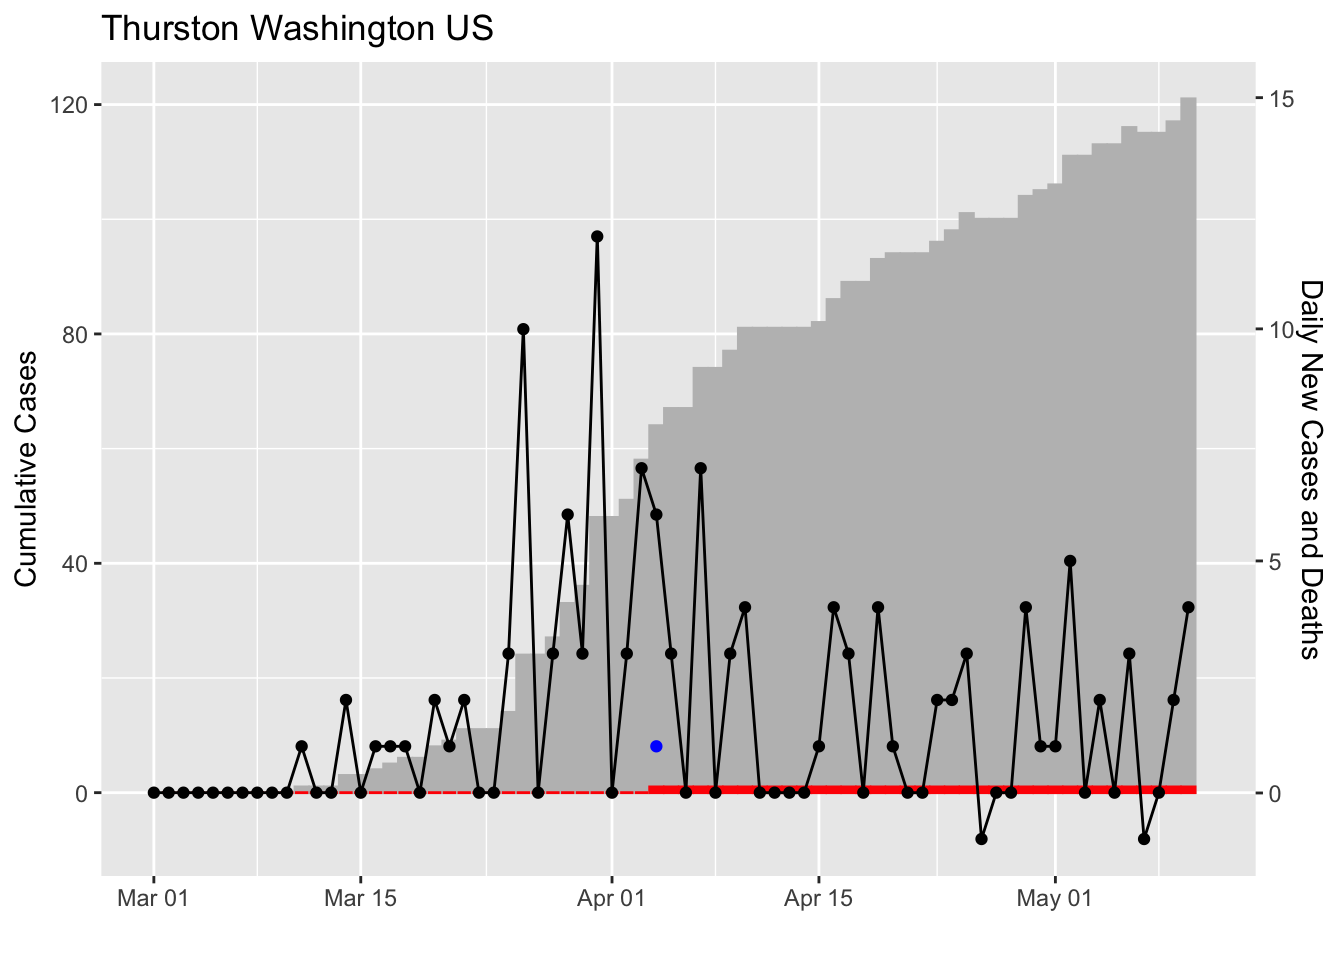 Thurston Washington US
120
80
40
0
Cumulative Cases
15
10
5
0
Daily New Cases and Deaths
Mar 01
Mar 15
Apr 01
Apr 15
May 01